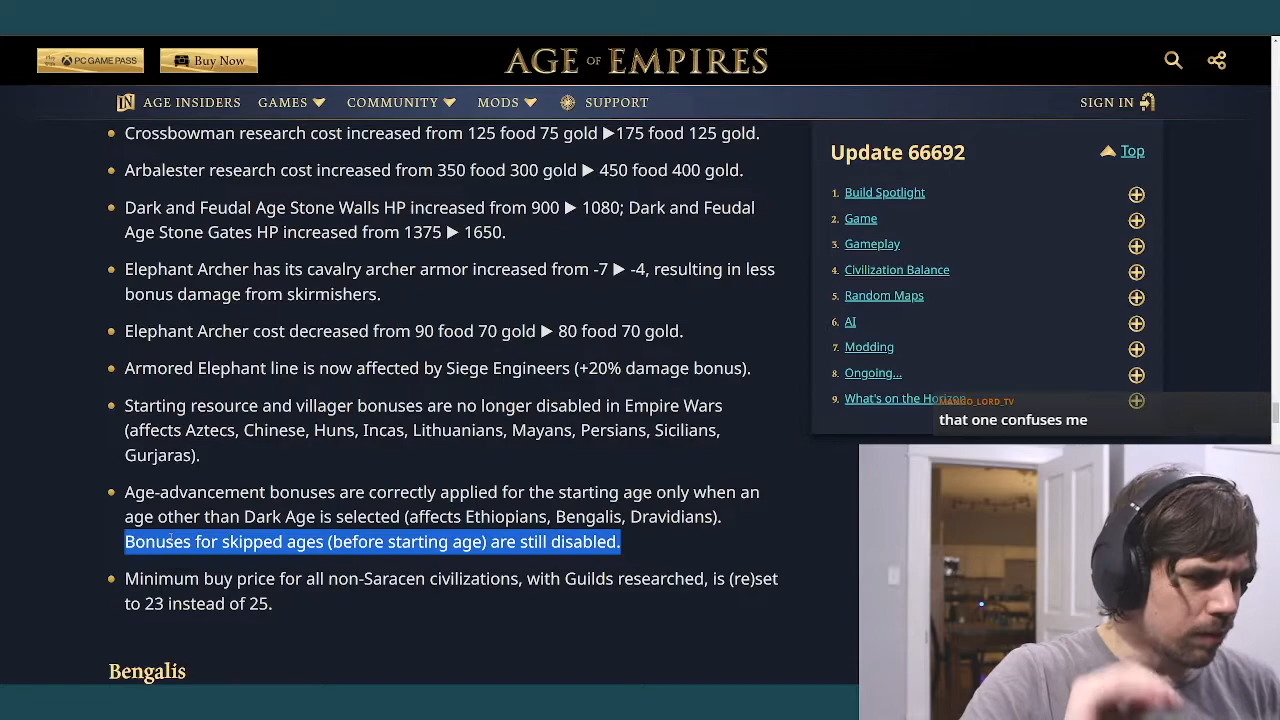 PC GAME PASS
Buy Now
AGE OF EMPIRES
AGE INSIDERS
GAMES
COMMUNITY
MODS
SUPPORT
SIGN IN
Crossbowman research cost increased from 125 food 75 gold ▶175 food 125 gold.
Arbalester research cost increased from 350 food 300 gold ▶ 450 food 400 gold.
Dark and Feudal Age Stone Walls HP increased from 900 ▶ 1080; Dark and Feudal
Age Stone Gates HP increased from 1375 ▶ 1650.
Elephant Archer has its cavalry archer armor increased from -7 ▶ -4, resulting in less
bonus damage from skirmishers.
Elephant Archer cost decreased from 90 food 70 gold ▶ 80 food 70 gold.
Armored Elephant line is now affected by Siege Engineers (+20% damage bonus).
Starting resource and villager bonuses are no longer disabled in Empire Wars
(affects Aztecs, Chinese, Huns, Incas, Lithuanians, Mayans, Persians, Sicilians,
Gurjaras).
Age-advancement bonuses are correctly applied for the starting age only when an
age other than Dark Age is selected (affects Ethiopians, Bengalis, Dravidians).
Bonuses for skipped ages (before starting age) are still disabled.
Minimum buy price for all non-Saracen civilizations, with Guilds researched, is (re)set
to 23 instead of 25.
Bengalis
Update 66692
Top
1. Build Spotlight
2. Game
3. Gameplay
4. Civilization Balance
5. Random Maps
6. AI
7. Modding
8. Ongoing...
9. What's on the Horizon
MANGO_LORD_TV
that one confuses me